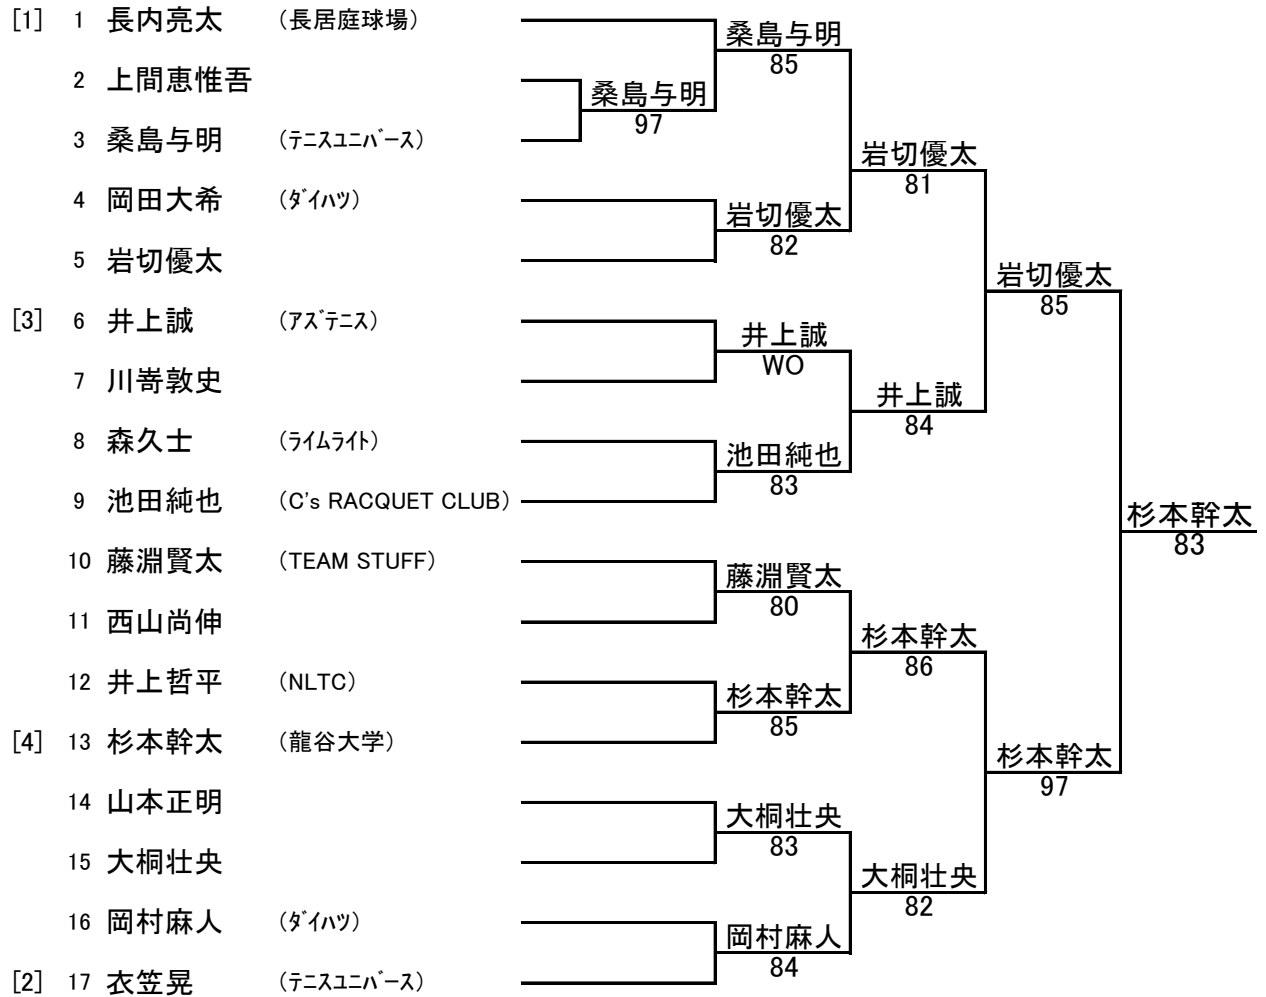 [1] 1 長内亮太 (長居庭球場)
2 上間恵惟吾
3 桑島与明 (ﾃﾆｽﾕﾆﾊﾞｰｽ)
4 岡田大希 (ﾀﾞｲﾊﾂ)
5 岩切優太
[3] 6 井上誠 (ｱｽﾞﾃﾆｽ)
7 川嵜敦史
8 森久士 (ﾗｲﾑﾗｲﾄ)
9 池田純也 (C's RACQUET CLUB)
10 藤淵賢太 (TEAM STUFF)
11 西山尚伸
12 井上哲平 (NLTC)
[4] 13 杉本幹太 (龍谷大学)
14 山本正明
15 大桐壮央
16 岡村麻人 (ﾀﾞｲﾊﾂ)
[2] 17 衣笠晃 (ﾃﾆｽﾕﾆﾊﾞｰｽ)
桑島与明
97
桑島与明
85
岩切優太
82
井上誠
WO
池田純也
83
藤淵賢太
80
杉本幹太
85
大桐壮央
83
岡村麻人
84
岩切優太
81
井上誠
84
杉本幹太
86
大桐壮央
82
岩切優太
85
杉本幹太
97
杉本幹太
83